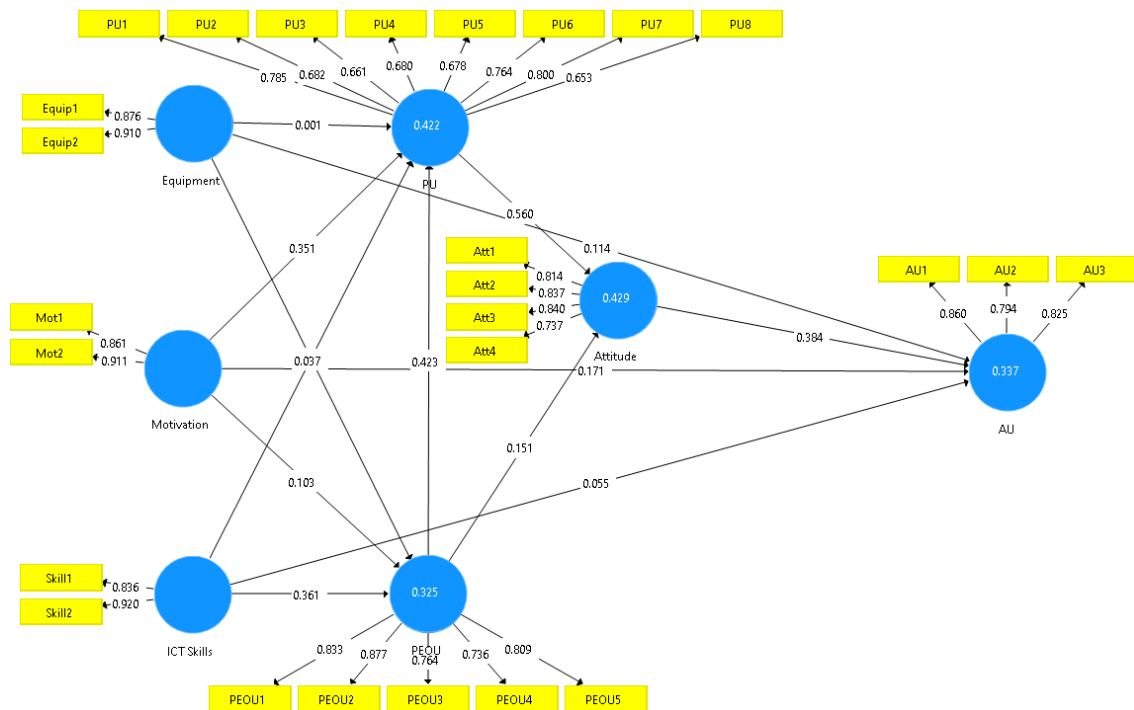 PU1 PU2 PU3 PU4 PU5 PU6 PU7 PU8
0.785 0.682 0.661 0.680 0.678 0.764 0.800 0.653
Equip1 0.876
Equip2 0.910
Equipment
0.001
0.422
PU
0.560
0.114
0.351
Att1 0.814
Att2 0.837
Att3 0.840
Att4 0.737
0.429
Attitude
AU1 AU2 AU3
0.860 0.794 0.825
0.384
0.337
AU
Mot1 0.861
Mot2 0.911
Motivation
0.037
0.423
0.171
0.103
0.151
0.055
Skill1 0.836
Skill2 0.920
ICT Skills
0.361
0.325
PEOU
0.833 0.877 0.764 0.736 0.809
PEOU1 PEOU2 PEOU3 PEOU4 PEOU5